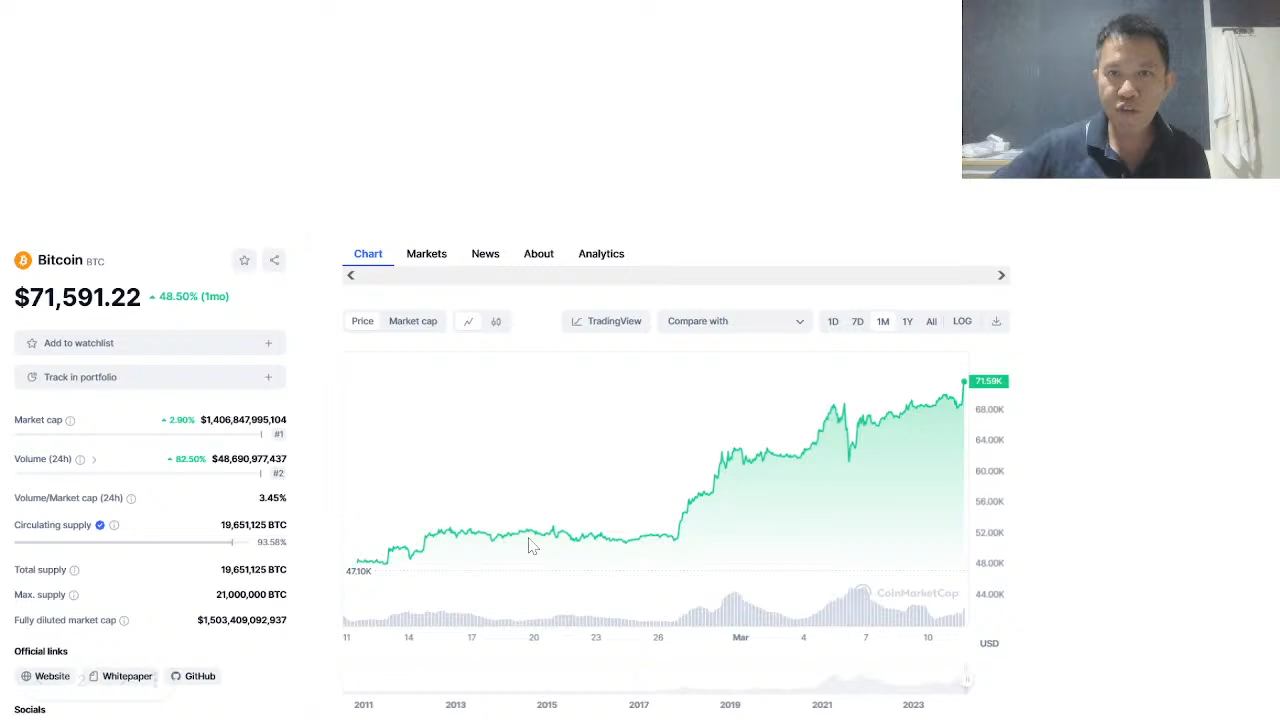 Bitcoin BTC
$71,591.22 48.50% (1mo)
Add to watchlist +
Track in portfolio +
Market cap 2.90% $1,406,847,995,104
#1
Volume (24h) 82.50% $48,690,977,437
#2
Volume/Market cap (24h) 3.45%
Circulating supply 19,651,125 BTC
93.58%
Total supply 19,651,125 BTC
Max. supply 21,000,000 BTC
Fully diluted market cap $1,503,409,092,937
Official links
Website Whitepaper GitHub
Socials
Chart Markets News About Analytics
Price Market cap TradingView Compare with 1D 7D 1M 1Y All LOG
71.59K
68.00K
64.00K
60.00K
56.00K
52.00K
48.00K
47.10K
44.00K
CoinMarketCap
11 14 17 20 23 26 Mar 4 7 10
USD
2011 2013 2015 2017 2019 2021 2023